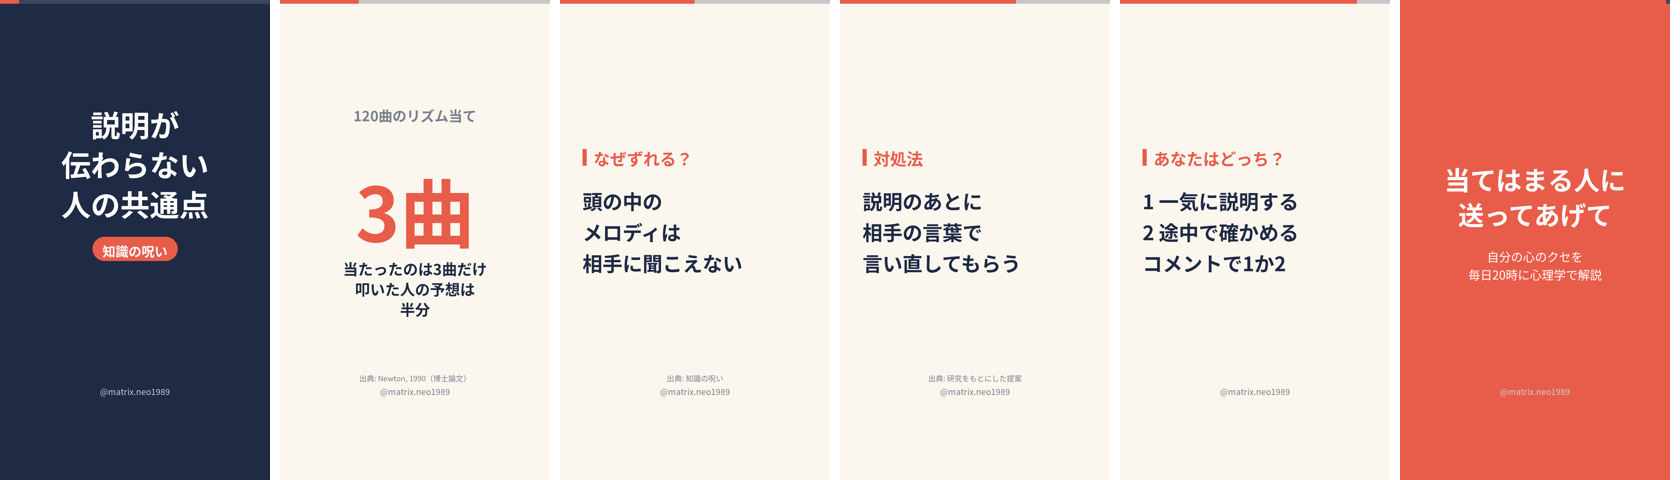 説明が
伝わらない
人の共通点
知識の呪い
@matrix.neo1989
120曲のリズム当て
3曲
当たったのは3曲だけ
叩いた人の予想は
半分
出典: Newton, 1990（博士論文）
@matrix.neo1989
なぜずれる？
頭の中の
メロディは
相手に聞こえない
出典: 知識の呪い
@matrix.neo1989
対処法
説明のあとに
相手の言葉で
言い直してもらう
出典: 研究をもとにした提案
@matrix.neo1989
あなたはどっち？
1 一気に説明する
2 途中で確かめる
コメントで1か2
@matrix.neo1989
当てはまる人に
送ってあげて
自分の心のクセを
毎日20時に心理学で解説
@matrix.neo1989